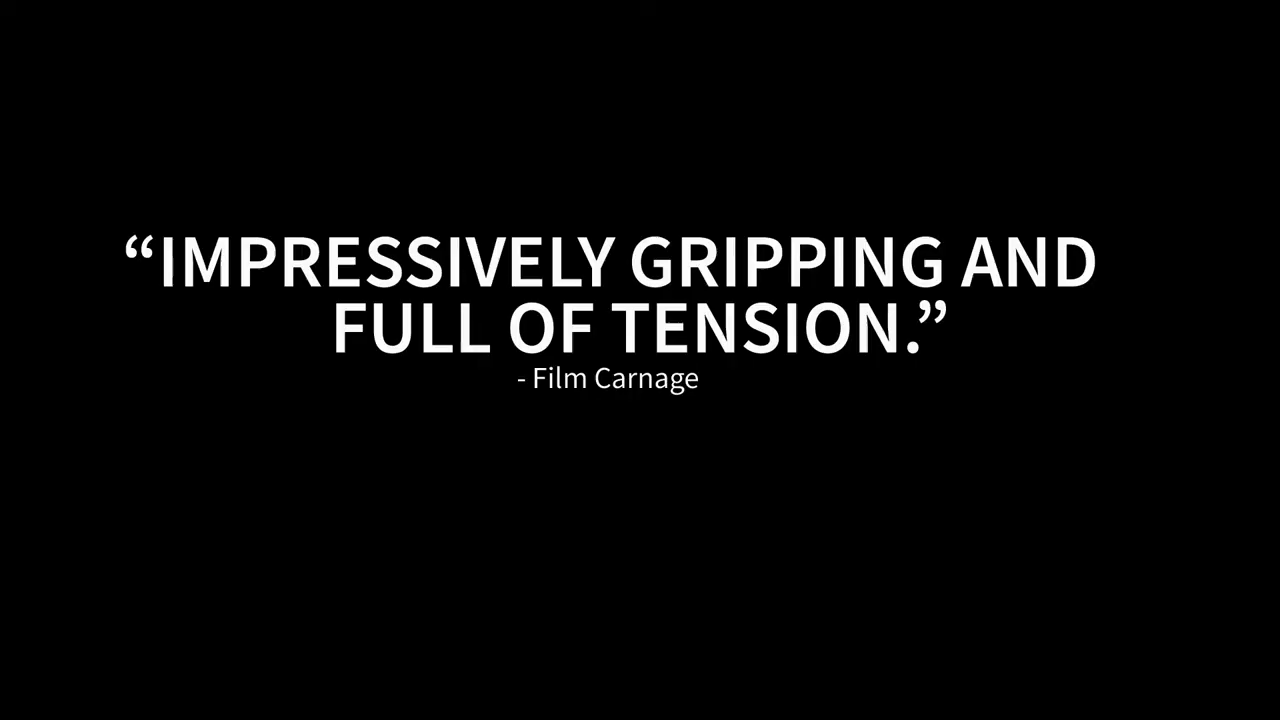 “IMPRESSIVELY GRIPPING AND
FULL OF TENSION.”
- Film Carnage